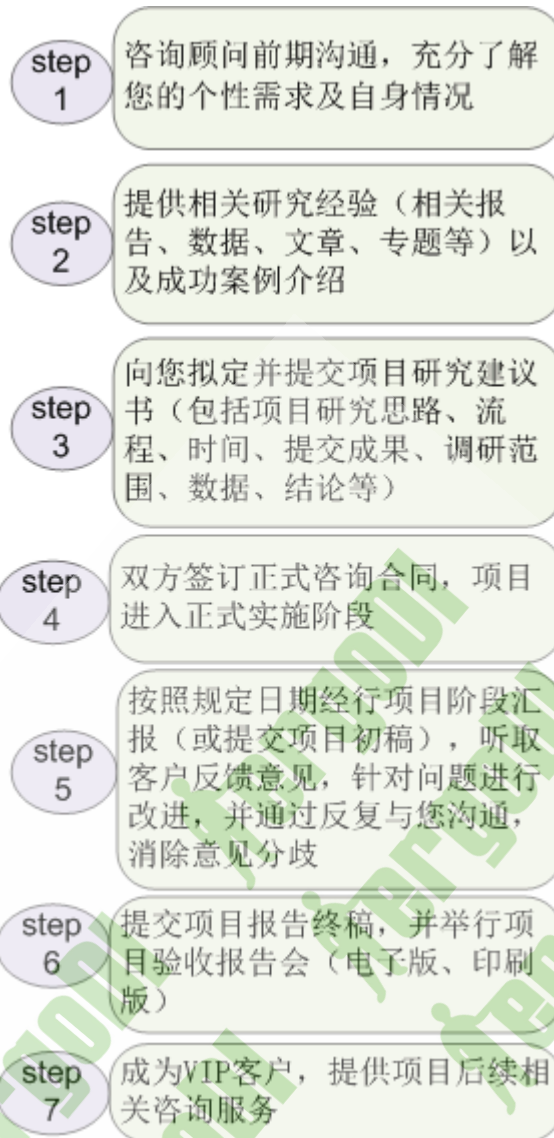 step
1
咨询顾问前期沟通，充分了解
您的个性需求及自身情况
step
2
提供相关研究经验（相关报
告、数据、文章、专题等）以
及成功案例介绍
step
3
向您拟定并提交项目研究建议
书（包括项目研究思路、流
程、时间、提交成果、调研范
围、数据、结论等）
step
4
双方签订正式咨询合同，项目
进入正式实施阶段
step
5
按照规定日期经行项目阶段汇
报（或提交项目初稿），听取
客户反馈意见，针对问题进行
改进，并通过反复与您沟通，
消除意见分歧
step
6
提交项目报告终稿，并举行项
目验收报告会（电子版、印刷
版）
step
7
成为VIP客户，提供项目后续相
关咨询服务